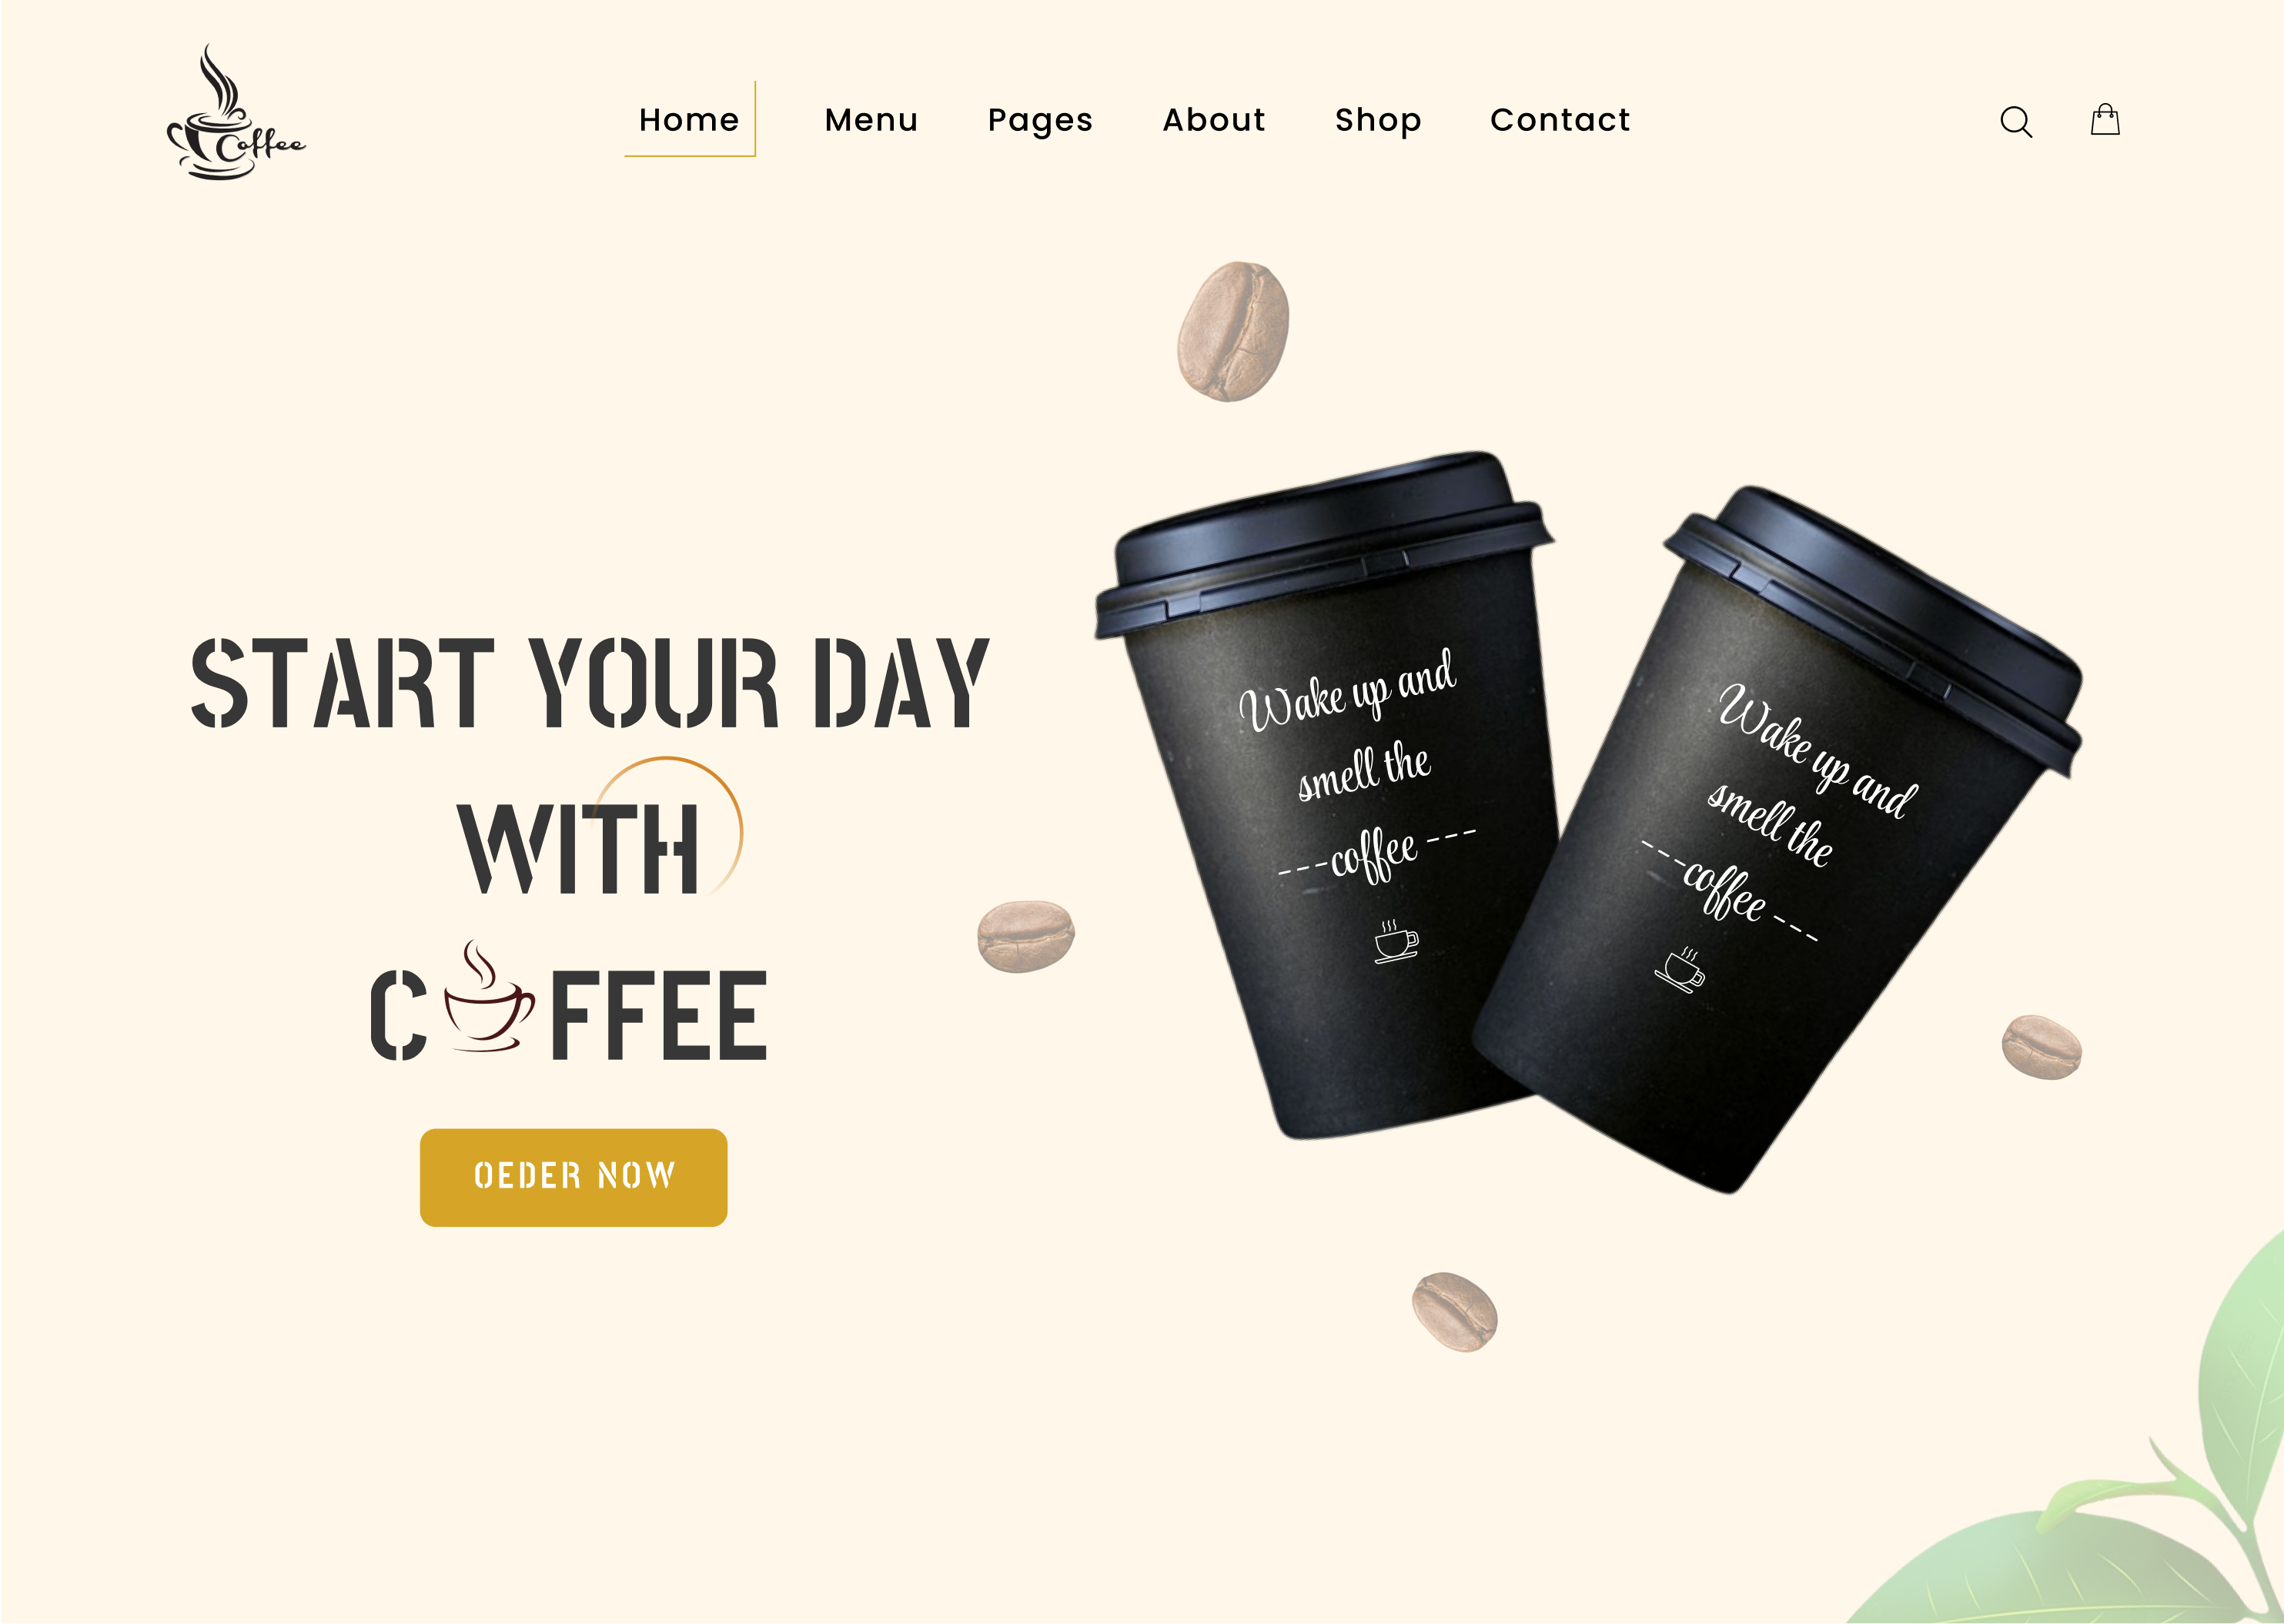 Coffee
Home Menu Pages About Shop Contact
START YOUR DAY
WITH
C FFEE
OEDER NOW
Wake up and
smell the
---coffee ---
Wake up and
smell the
---coffee ---